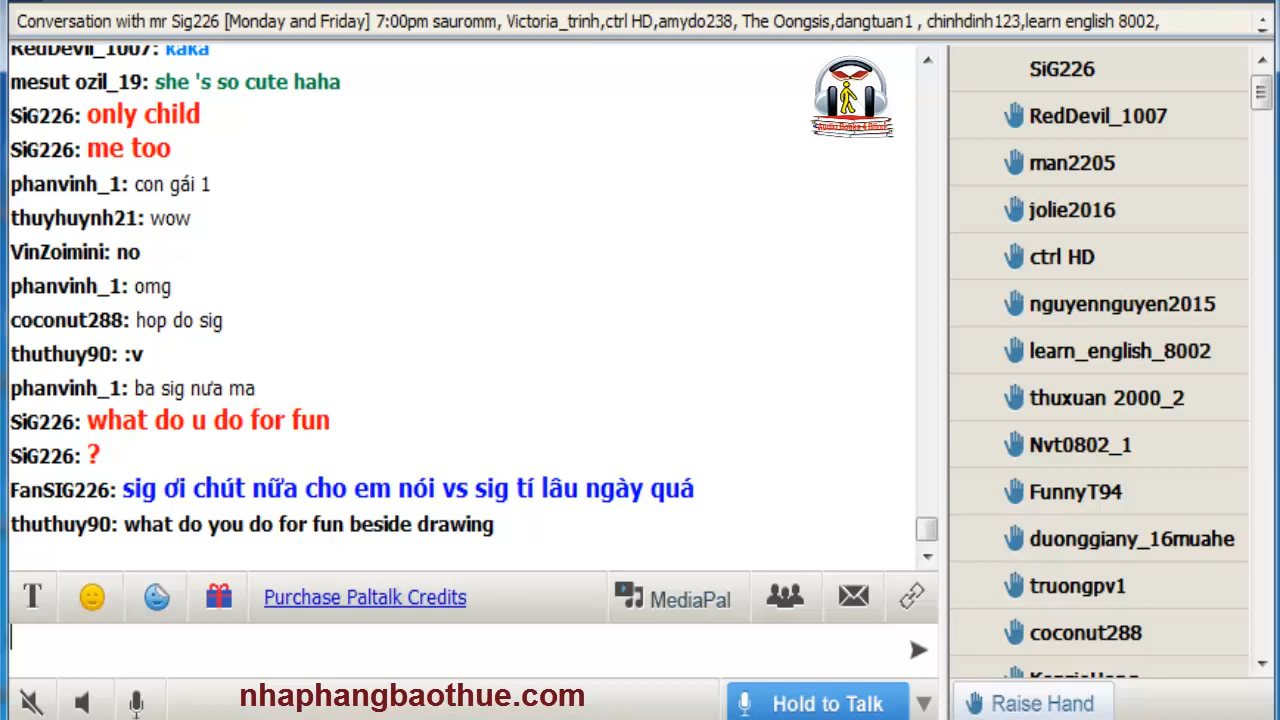 Conversation with mr Sig226 [Monday and Friday] 7:00pm sauromm, Victoria_trinh,ctrl HD,amydo238, The Oongsis,dangtuan1 , chinhdinh123,learn english 8002,
RedDevil_1007: kaka
mesut ozil_19: she 's so cute haha
SiG226: only child
SiG226: me too
phanvinh_1: con gái 1
thuyhuynh21: wow
VinZoimini: no
phanvinh_1: omg
coconut288: hop do sig
thuthuy90: :v
phanvinh_1: ba sig nưa ma
SiG226: what do u do for fun
SiG226: ?
FanSIG226: sig ơi chút nữa cho em nói vs sig tí lâu ngày quá
thuthuy90: what do you do for fun beside drawing
T
Purchase Paltalk Credits
MediaPal
nhaphangbaothue.com
Hold to Talk
SiG226
RedDevil_1007
man2205
jolie2016
ctrl HD
nguyennguyen2015
learn_english_8002
thuxuan 2000_2
Nvt0802_1
FunnyT94
duonggiany_16muahe
truongpv1
coconut288
Raise Hand